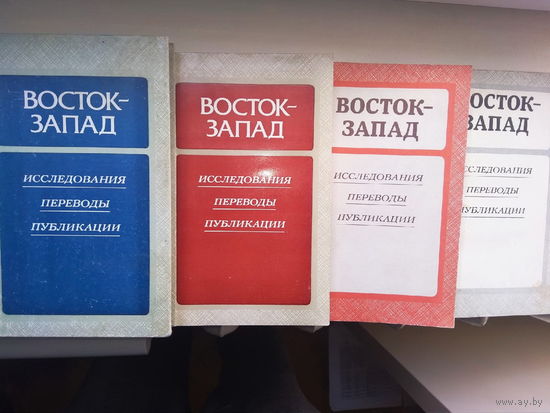 ВОСТОК-
ЗАПАД
ИССЛЕДОВАНИЯ
ПЕРЕВОДЫ
ПУБЛИКАЦИИ
ВОСТОК-
ЗАПАД
ИССЛЕДОВАНИЯ
ПЕРЕВОДЫ
ПУБЛИКАЦИИ
ВОСТОК-
ЗАПАД
ИССЛЕДОВАНИЯ
ПЕРЕВОДЫ
ПУБЛИКАЦИИ
ОСТОК-
ЗАПАД
ИССЛЕДОВАНИЯ
ПЕРЕВОДЫ
ПУБЛИКАЦИИ
www.ay.by